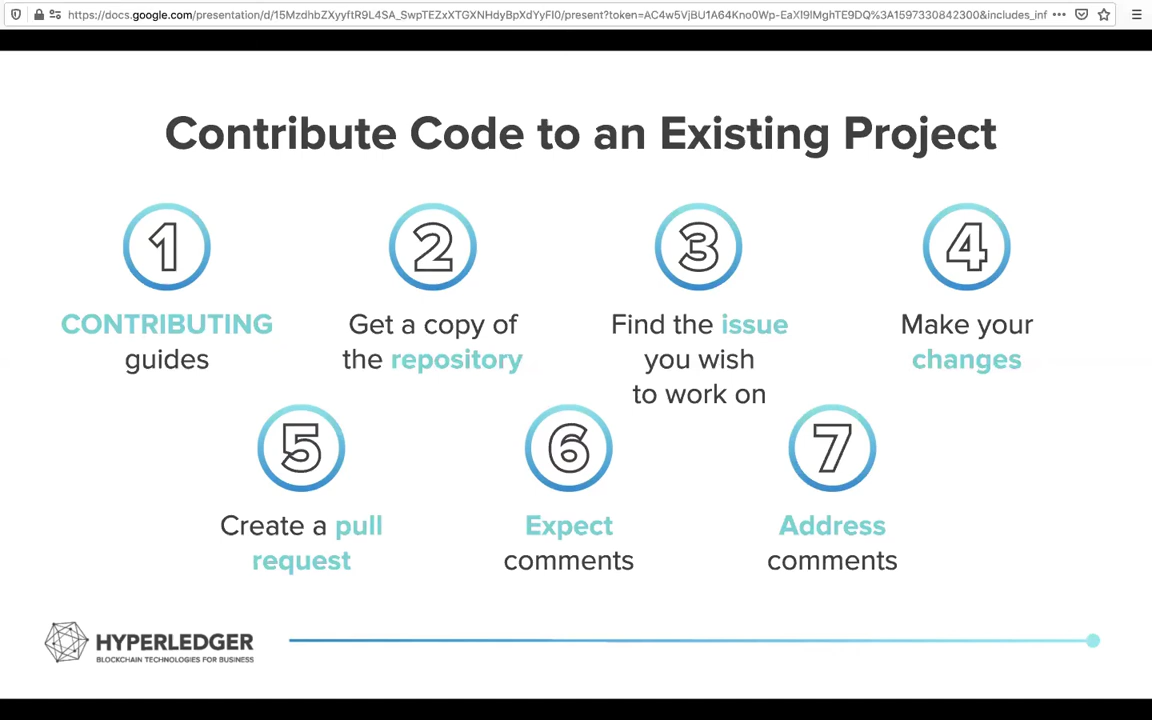 https://docs.google.com/presentation/d/15MzdhbZXyyftR9L4SA_SwpTEZxXTGXNHdyBpXdYyFI0/present?token=AC4w5VjBU1A64Kno0Wp-EaXI9IMghTE9DQ%3A1597330842300&includes_inf
Contribute Code to an Existing Project
1
CONTRIBUTING
guides
2
Get a copy of
the repository
3
Find the issue
you wish
to work on
4
Make your
changes
5
Create a pull
request
6
Expect
comments
7
Address
comments
HYPERLEDGER
BLOCKCHAIN TECHNOLOGIES FOR BUSINESS